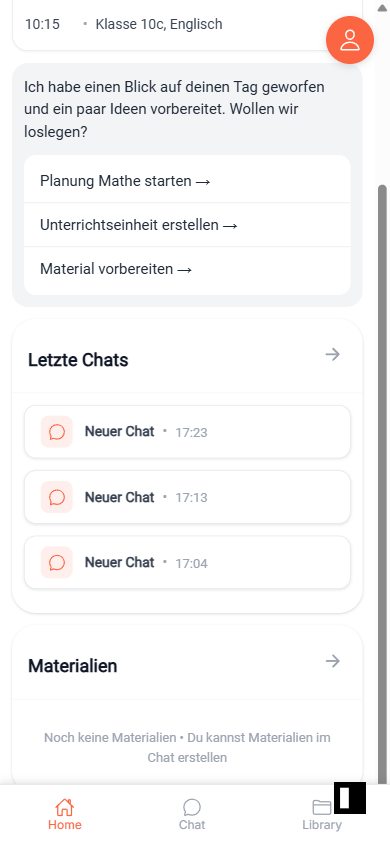 10:15 • Klasse 10c, Englisch
Ich habe einen Blick auf deinen Tag geworfen
und ein paar Ideen vorbereitet. Wollen wir
loslegen?
Planung Mathe starten →
Unterrichtseinheit erstellen →
Material vorbereiten →
Letzte Chats
Neuer Chat • 17:23
Neuer Chat • 17:13
Neuer Chat • 17:04
Materialien
Noch keine Materialien • Du kannst Materialien im
Chat erstellen
Home Chat Library